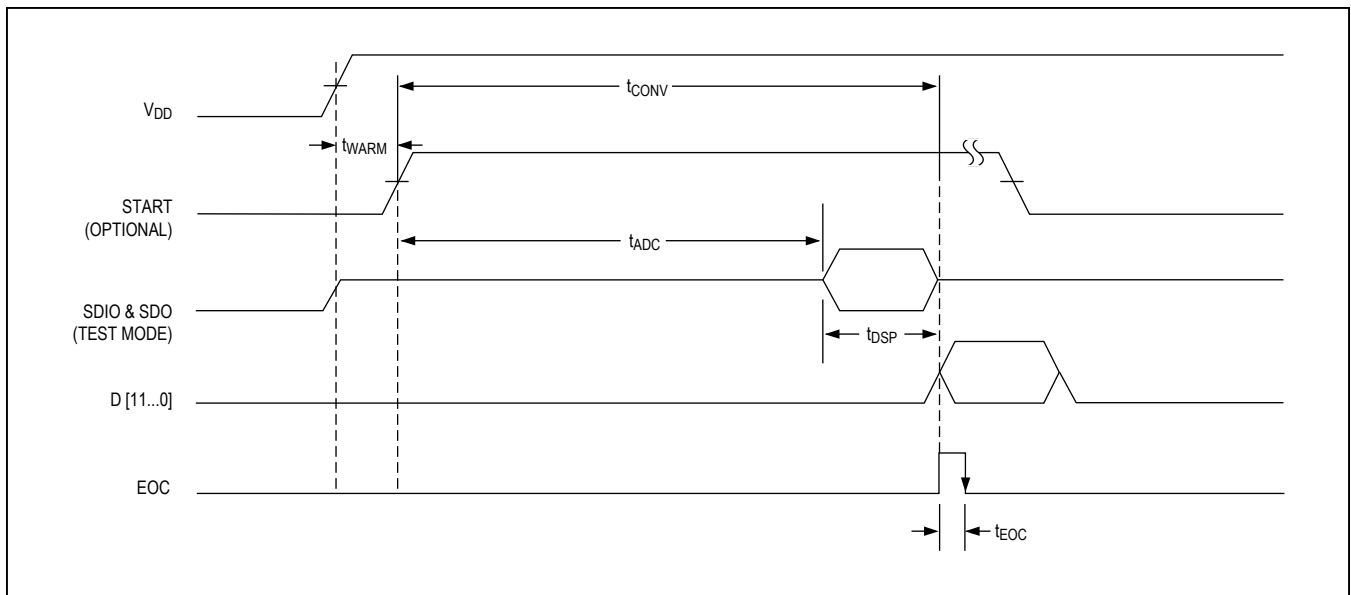 tCONV
VDD
tWARM
START
(OPTIONAL)
tADC
SDIO & SDO
(TEST MODE)
tDSP
D [11...0]
EOC
tEOC